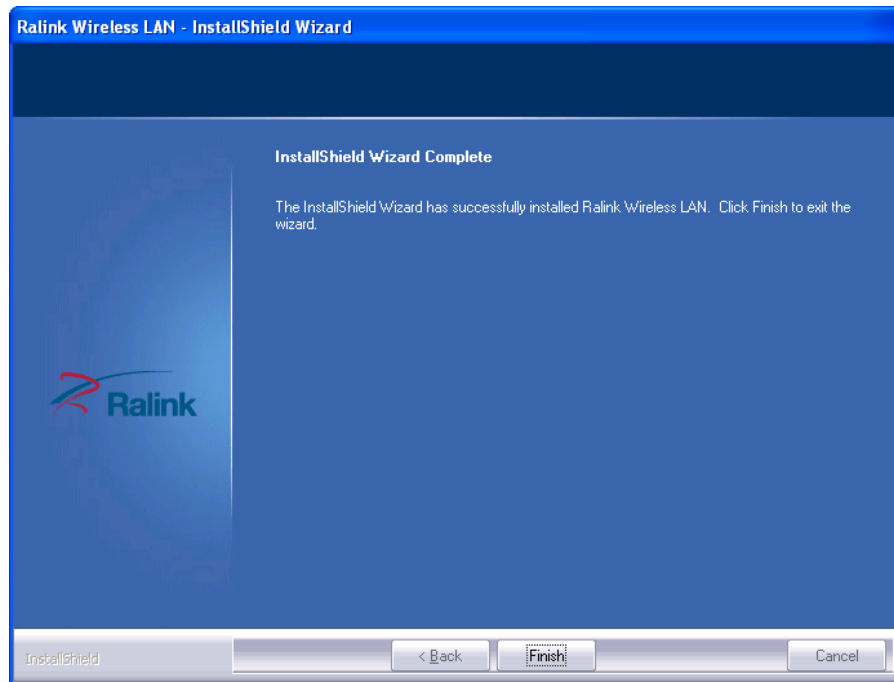 Ralink Wireless LAN - InstallShield Wizard
InstallShield Wizard Complete
The InstallShield Wizard has successfully installed Ralink Wireless LAN. Click Finish to exit the
wizard.
Ralink
InstallShield
< Back
Finish
Cancel